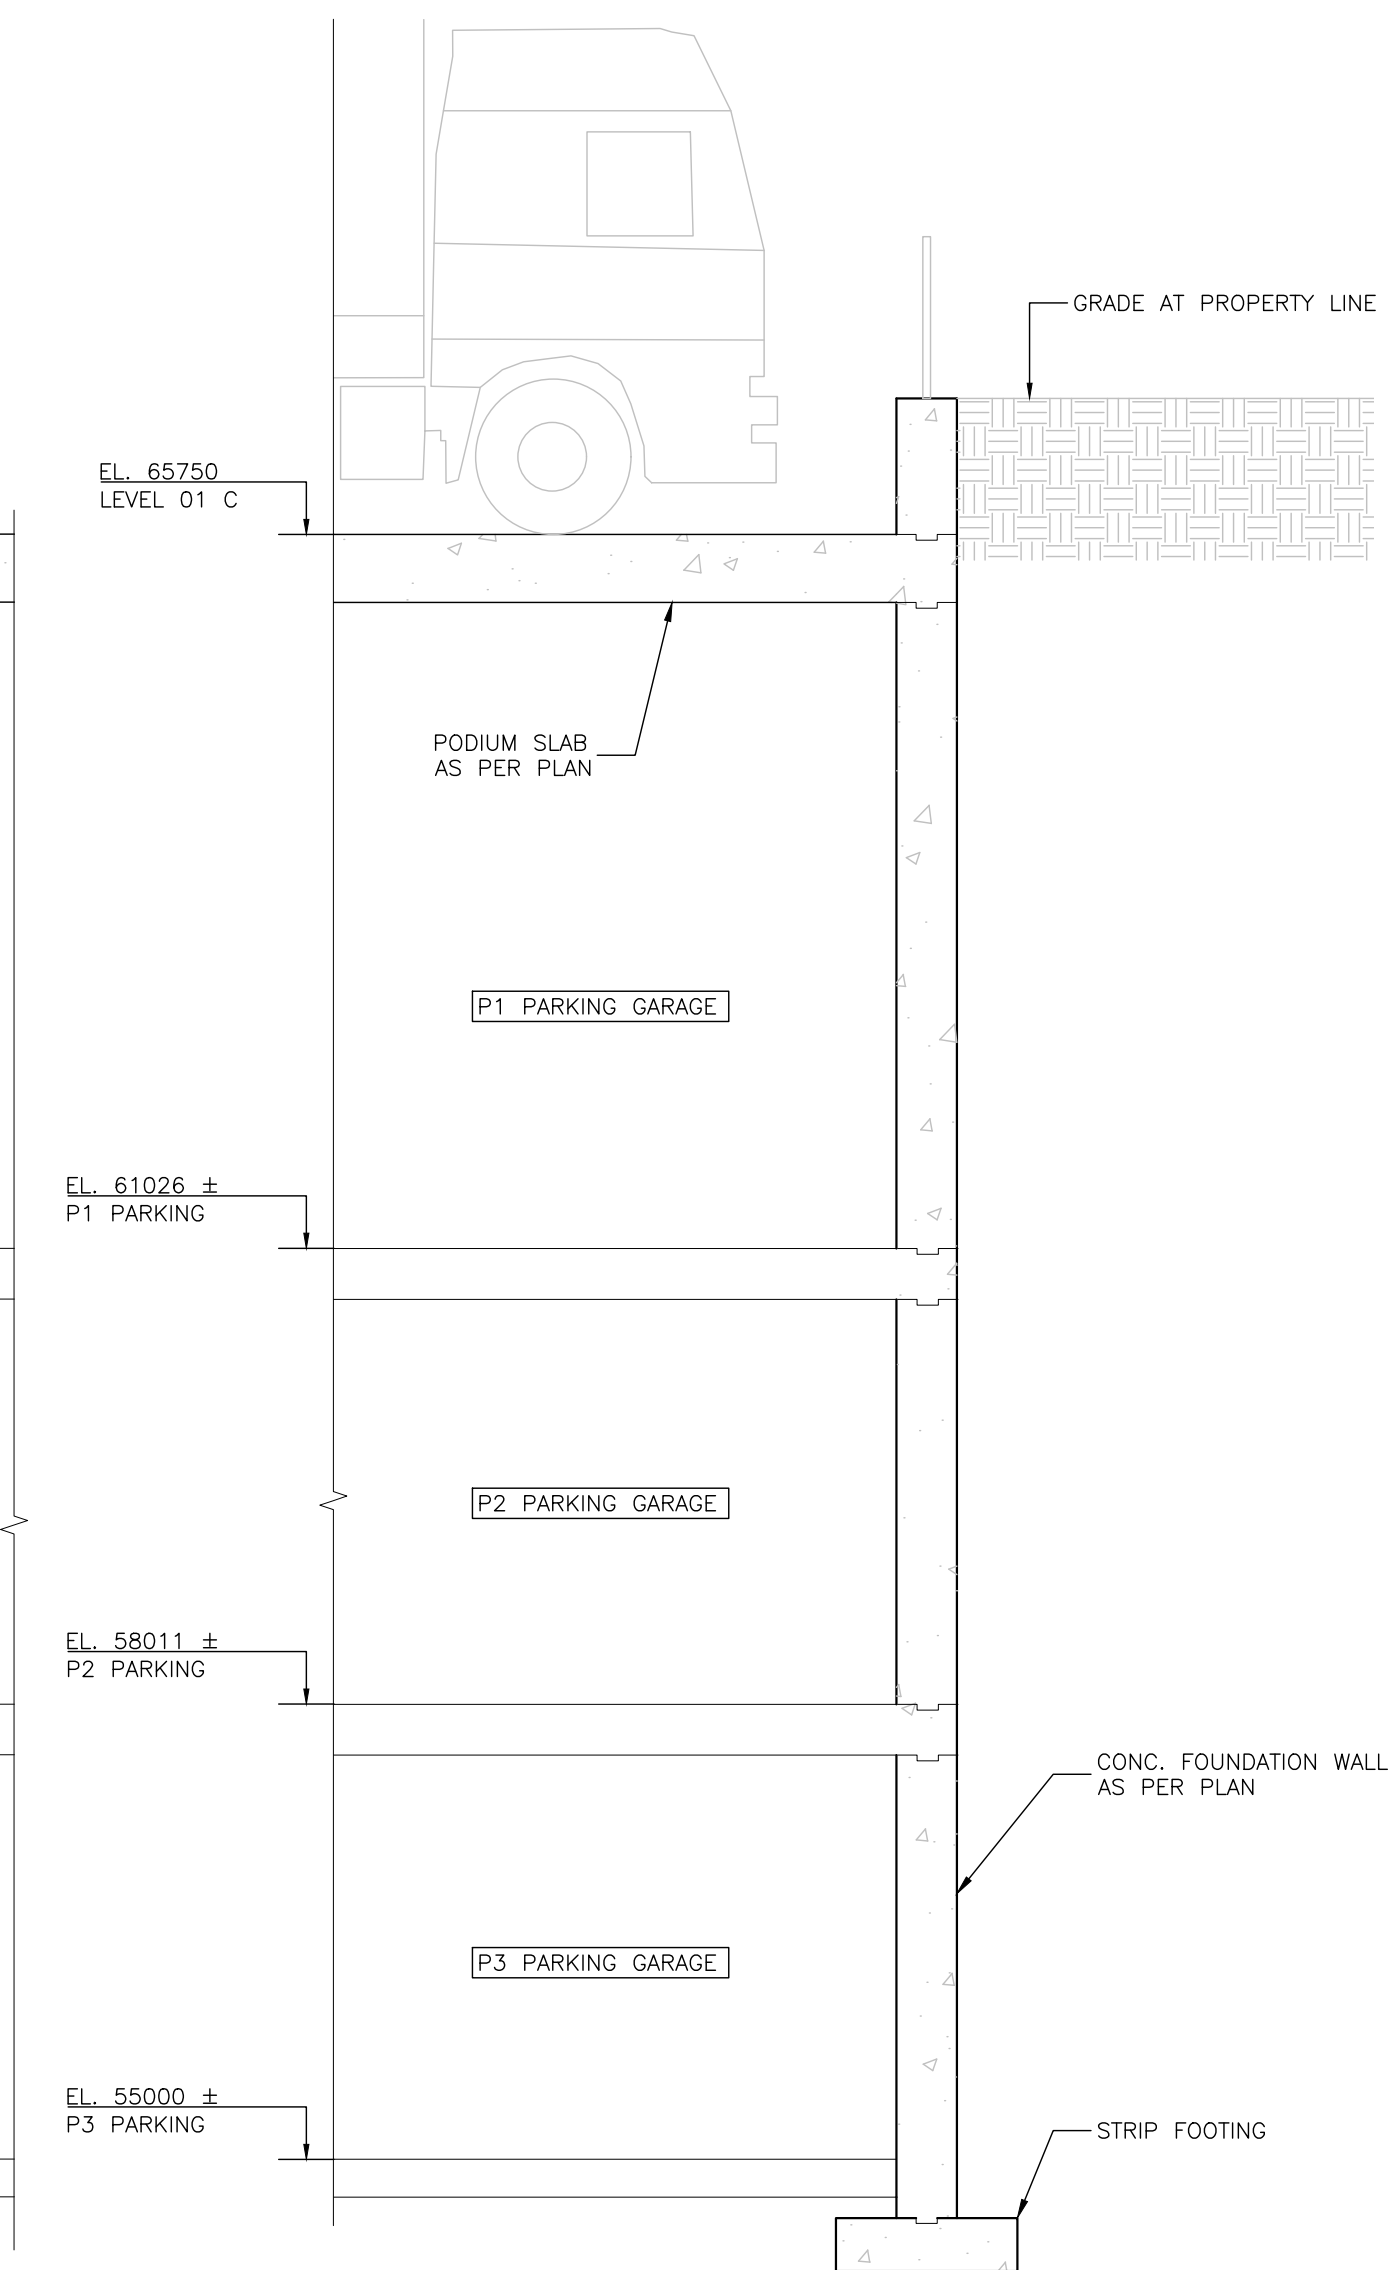 GRADE AT PROPERTY LINE
EL. 65750
LEVEL 01 C
PODIUM SLAB
AS PER PLAN
P1 PARKING GARAGE
EL. 61026 ±
P1 PARKING
P2 PARKING GARAGE
EL. 58011 ±
P2 PARKING
CONC. FOUNDATION WALL
AS PER PLAN
P3 PARKING GARAGE
EL. 55000 ±
P3 PARKING
STRIP FOOTING